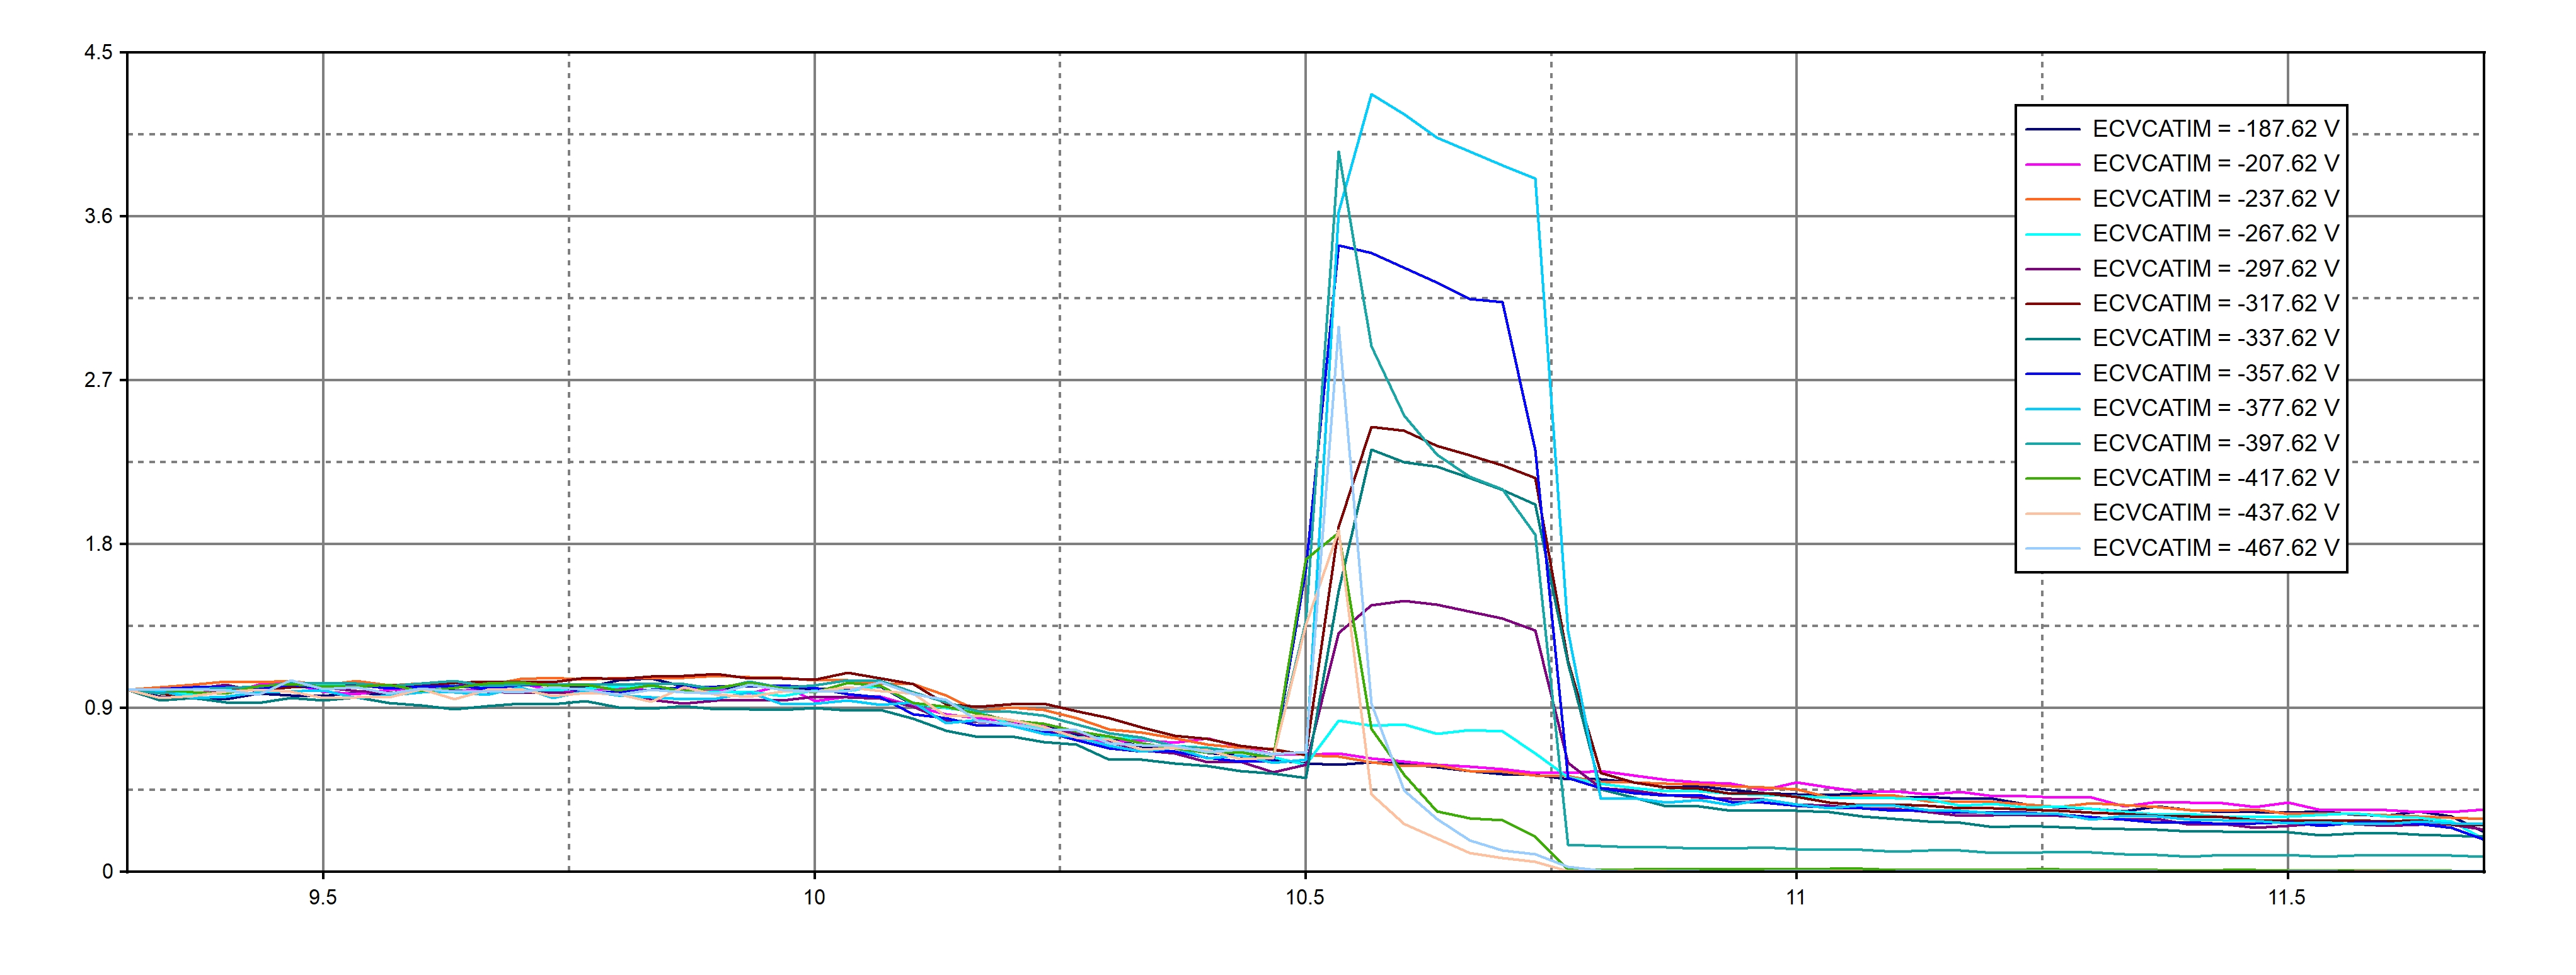 4.5
3.6
2.7
1.8
0.9
0
9.5
10
10.5
11
11.5
ECVCATIM = -187.62 V
ECVCATIM = -207.62 V
ECVCATIM = -237.62 V
ECVCATIM = -267.62 V
ECVCATIM = -297.62 V
ECVCATIM = -317.62 V
ECVCATIM = -337.62 V
ECVCATIM = -357.62 V
ECVCATIM = -377.62 V
ECVCATIM = -397.62 V
ECVCATIM = -417.62 V
ECVCATIM = -437.62 V
ECVCATIM = -467.62 V